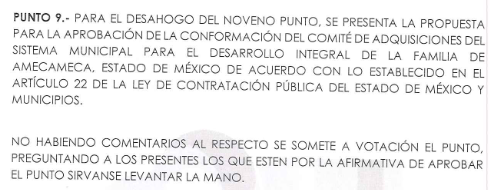 PUNTO 9.- PARA EL DESAHOGO DEL NOVENO PUNTO, SE PRESENTA LA PROPUESTA
PARA LA APROBACIÓN DE LA CONFORMACIÓN DEL COMITÉ DE ADQUISICIONES DEL
SISTEMA MUNICIPAL PARA EL DESARROLLO INTEGRAL DE LA FAMILIA DE
AMECAMECA, ESTADO DE MÉXICO DE ACUERDO CON LO ESTABLECIDO EN EL
ARTÍCULO 22 DE LA LEY DE CONTRATACIÓN PÚBLICA DEL ESTADO DE MÉXICO Y
MUNICIPIOS.
NO HABIENDO COMENTARIOS AL RESPECTO SE SOMETE A VOTACIÓN EL PUNTO,
PREGUNTANDO A LOS PRESENTES LOS QUE ESTEN POR LA AFIRMATIVA DE APROBAR
EL PUNTO SIRVANSE LEVANTAR LA MANO.